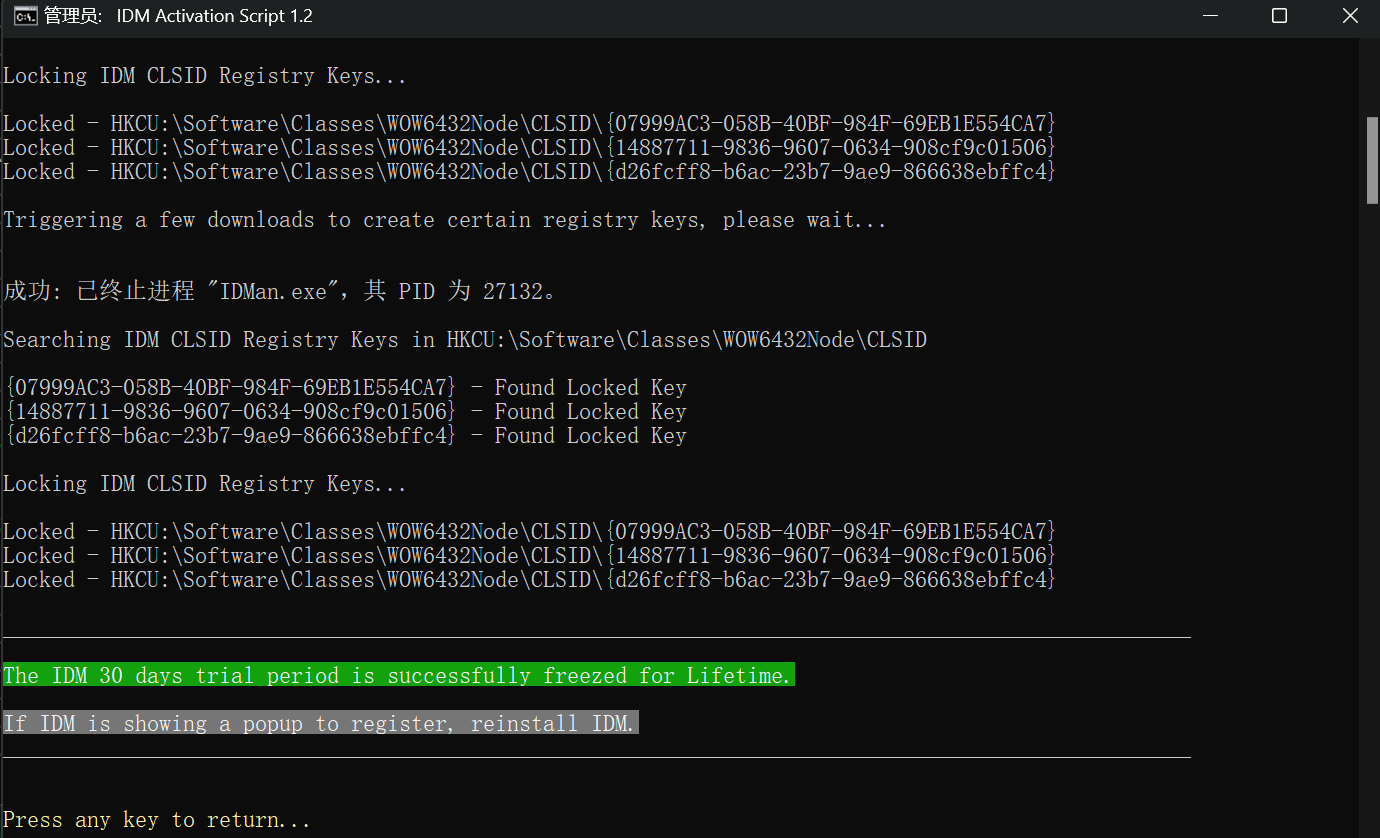 管理员: IDM Activation Script 1.2
Locking IDM CLSID Registry Keys...
Locked - HKCU:\Software\Classes\WOW6432Node\CLSID\{07999AC3-058B-40BF-984F-69EB1E554CA7}
Locked - HKCU:\Software\Classes\WOW6432Node\CLSID\{14887711-9836-9607-0634-908cf9c01506}
Locked - HKCU:\Software\Classes\WOW6432Node\CLSID\{d26fcff8-b6ac-23b7-9ae9-866638ebffc4}
Triggering a few downloads to create certain registry keys, please wait...
成功: 已终止进程 "IDMan.exe"，其 PID 为 27132。
Searching IDM CLSID Registry Keys in HKCU:\Software\Classes\WOW6432Node\CLSID
{07999AC3-058B-40BF-984F-69EB1E554CA7} - Found Locked Key
{14887711-9836-9607-0634-908cf9c01506} - Found Locked Key
{d26fcff8-b6ac-23b7-9ae9-866638ebffc4} - Found Locked Key
Locking IDM CLSID Registry Keys...
Locked - HKCU:\Software\Classes\WOW6432Node\CLSID\{07999AC3-058B-40BF-984F-69EB1E554CA7}
Locked - HKCU:\Software\Classes\WOW6432Node\CLSID\{14887711-9836-9607-0634-908cf9c01506}
Locked - HKCU:\Software\Classes\WOW6432Node\CLSID\{d26fcff8-b6ac-23b7-9ae9-866638ebffc4}
The IDM 30 days trial period is successfully freezed for Lifetime.
If IDM is showing a popup to register, reinstall IDM.
Press any key to return...